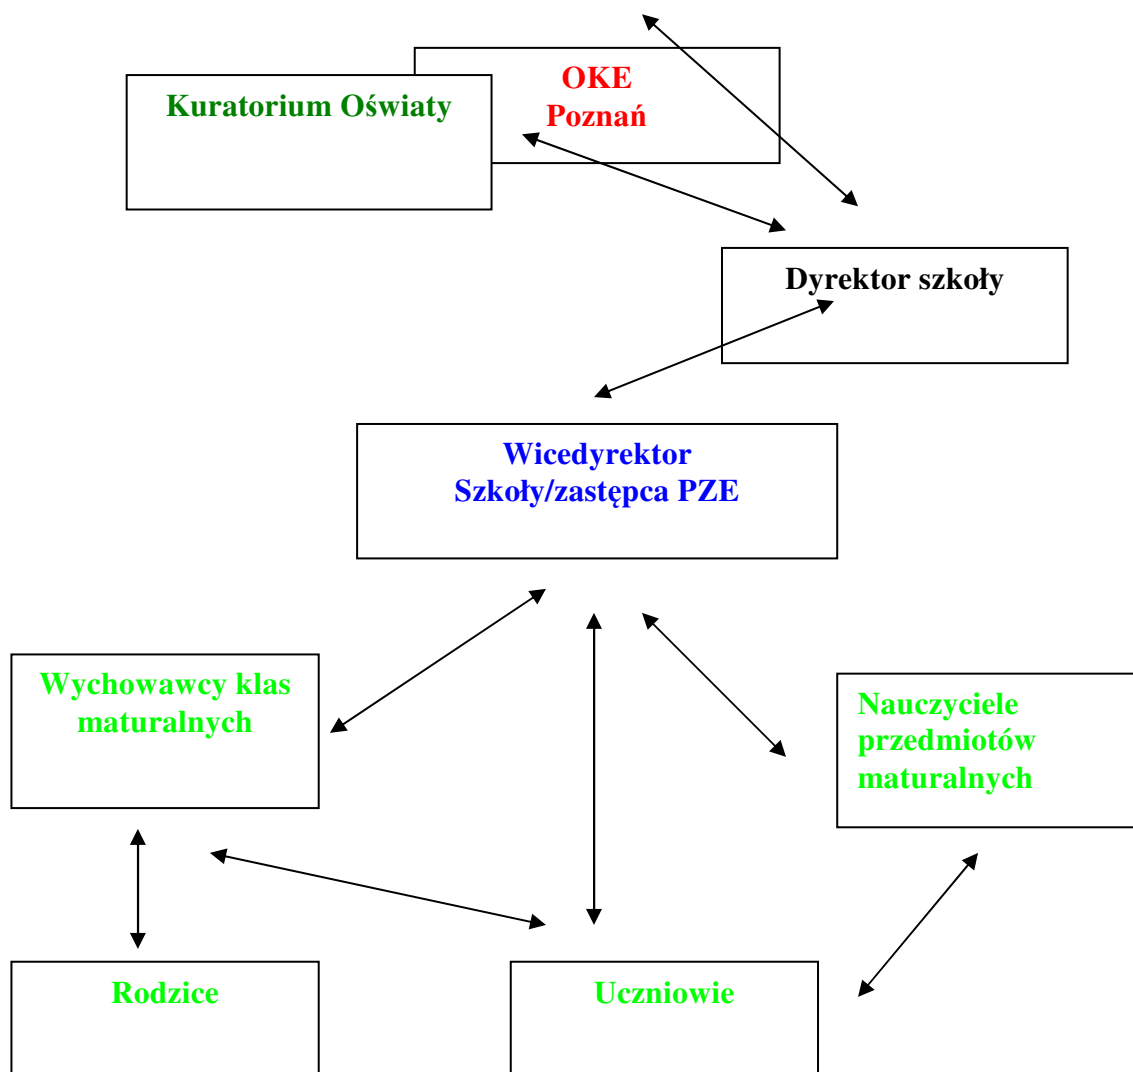 OKE
Poznań
Kuratorium Oświaty
Dyrektor szkoły
Wicedyrektor
Szkoły/zastępca PZE
Wychowawcy klas
maturalnych
Nauczyciele
przedmiotów
maturalnych
Rodzice
Uczniowie